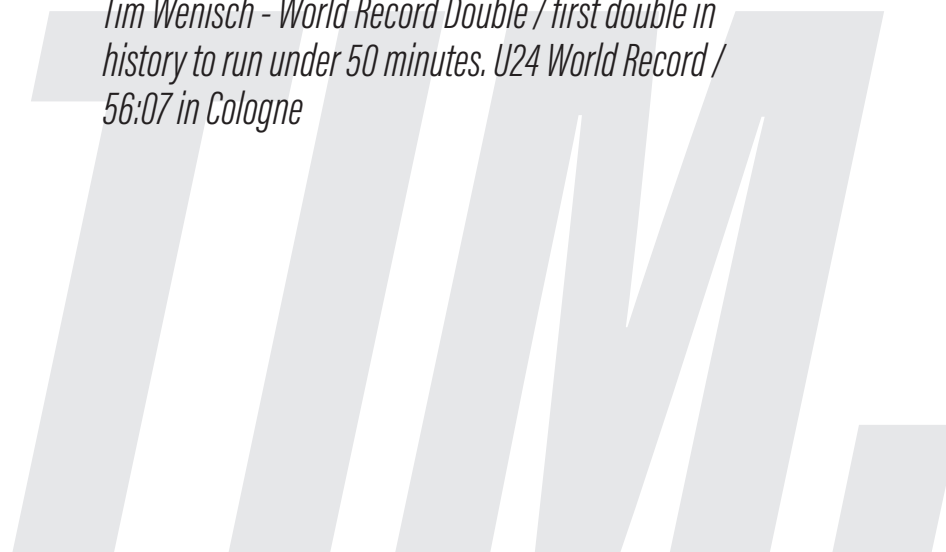 Tim Wenisch - World Record Double / first double in
history to run under 50 minutes. U24 World Record /
56:07 in Cologne
TIM.